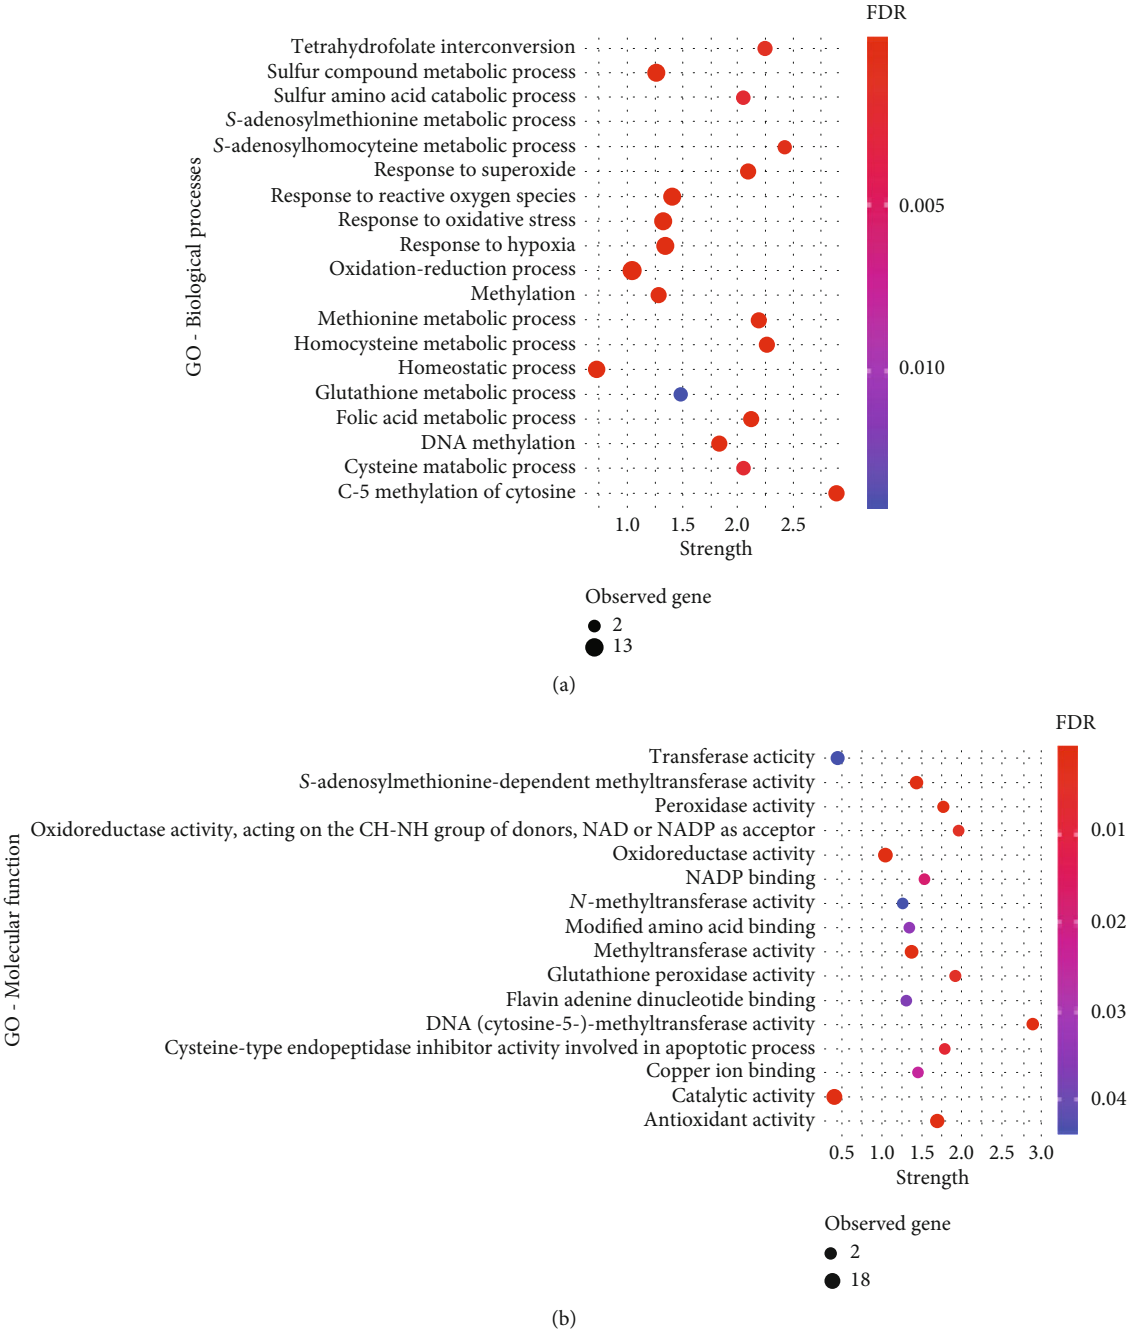 FDR
Tetrahydrofolate interconversion
Sulfur compound metabolic process
Sulfur amino acid catabolic process
S-adenosylmethionine metabolic process
S-adenosylhomocyteine metabolic process
Response to superoxide
Response to reactive oxygen species
Response to oxidative stress
Response to hypoxia
Oxidation-reduction process
Methylation
Methionine metabolic process
Homocysteine metabolic process
Homeostatic process
Glutathione metabolic process
Folic acid metabolic process
DNA methylation
Cysteine matabolic process
C-5 methylation of cytosine
GO - Biological processes
0.005
0.010
1.0 1.5 2.0 2.5
Strength
Observed gene
2
13
(a)
FDR
Transferase acticity
S-adenosylmethionine-dependent methyltransferase activity
Peroxidase activity
Oxidoreductase activity, acting on the CH-NH group of donors, NAD or NADP as acceptor
Oxidoreductase activity
NADP binding
N-methyltransferase activity
Modified amino acid binding
Methyltransferase activity
Glutathione peroxidase activity
Flavin adenine dinucleotide binding
DNA (cytosine-5-)-methyltransferase activity
Cysteine-type endopeptidase inhibitor activity involved in apoptotic process
Copper ion binding
Catalytic activity
Antioxidant activity
GO - Molecular function
0.01
0.02
0.03
0.04
0.5 1.0 1.5 2.0 2.5 3.0
Strength
Observed gene
2
18
(b)